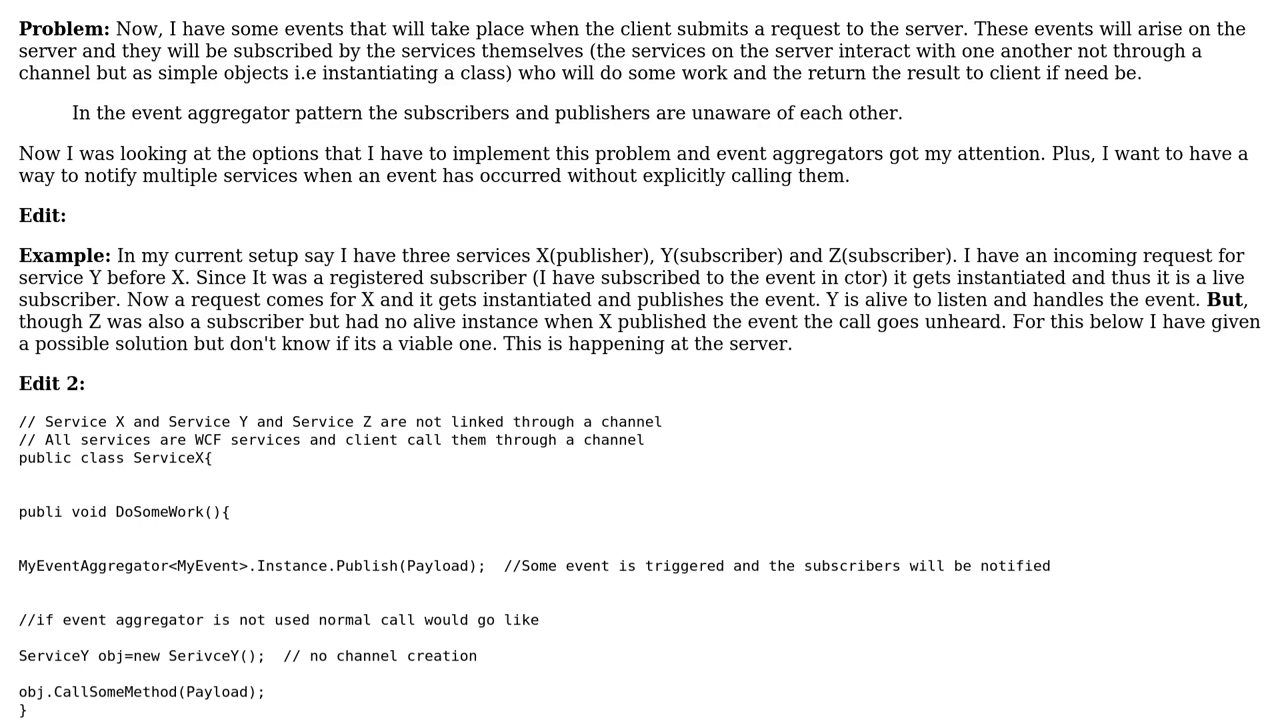 Problem: Now, I have some events that will take place when the client submits a request to the server. These events will arise on the
server and they will be subscribed by the services themselves (the services on the server interact with one another not through a
channel but as simple objects i.e instantiating a class) who will do some work and the return the result to client if need be.
In the event aggregator pattern the subscribers and publishers are unaware of each other.
Now I was looking at the options that I have to implement this problem and event aggregators got my attention. Plus, I want to have a
way to notify multiple services when an event has occurred without explicitly calling them.
Edit:
Example: In my current setup say I have three services X(publisher), Y(subscriber) and Z(subscriber). I have an incoming request for
service Y before X. Since It was a registered subscriber (I have subscribed to the event in ctor) it gets instantiated and thus it is a live
subscriber. Now a request comes for X and it gets instantiated and publishes the event. Y is alive to listen and handles the event. But,
though Z was also a subscriber but had no alive instance when X published the event the call goes unheard. For this below I have given
a possible solution but don't know if its a viable one. This is happening at the server.
Edit 2:
// Service X and Service Y and Service Z are not linked through a channel
// All services are WCF services and client call them through a channel
public class ServiceX{
publi void DoSomeWork(){
MyEventAggregator<MyEvent>.Instance.Publish(Payload);  //Some event is triggered and the subscribers will be notified
//if event aggregator is not used normal call would go like
ServiceY obj=new SerivceY();  // no channel creation
obj.CallSomeMethod(Payload);
}